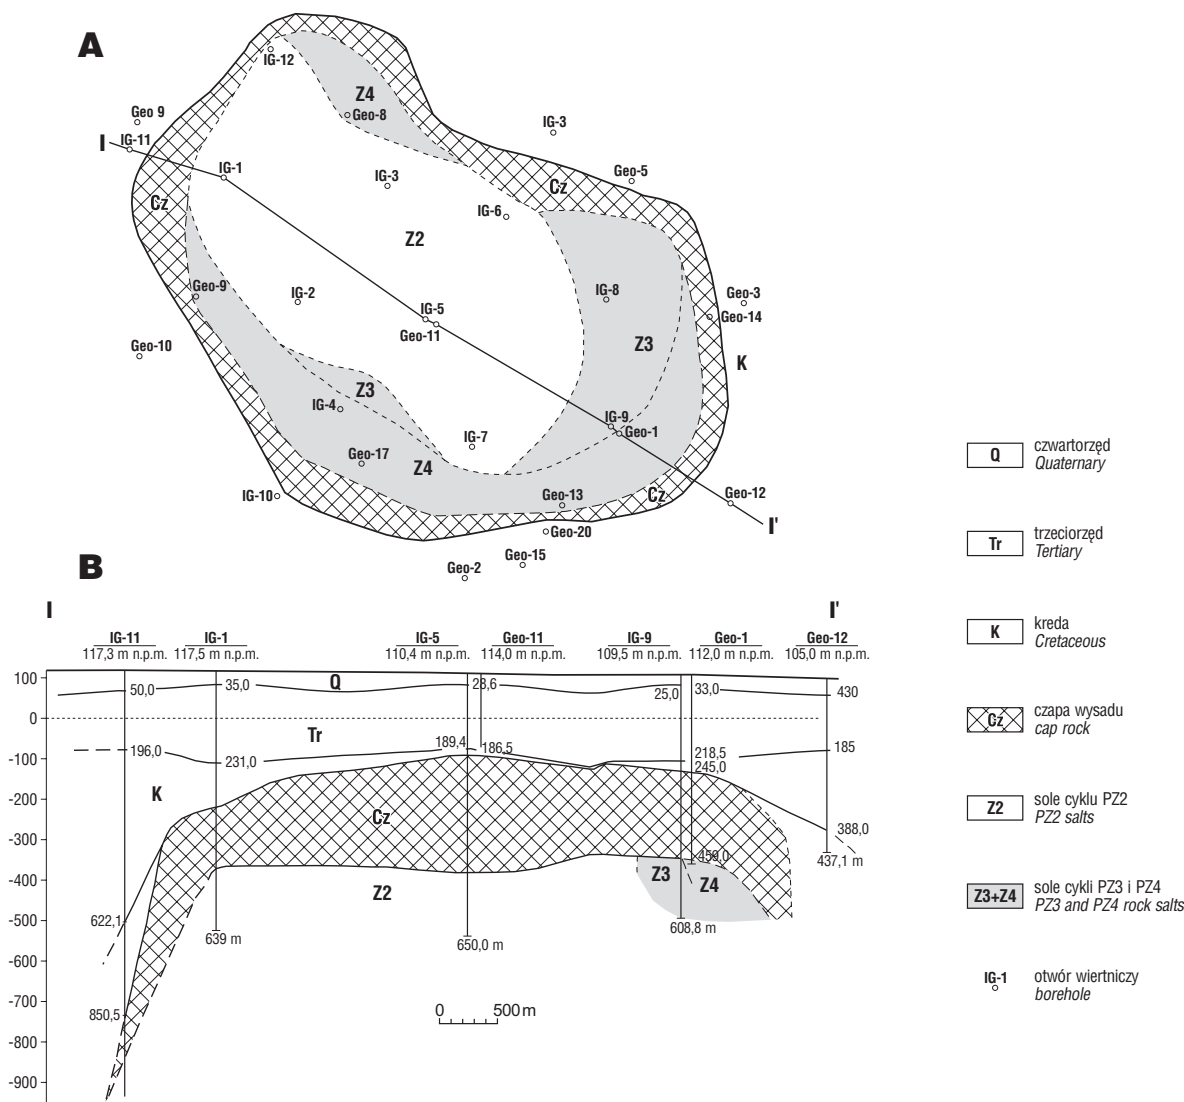 A
IG-12
Z4
Geo-8
Geo 9
IG-3
I
IG-11
IG-1
Geo-5
IG-3
Cz
Cz
IG-6
Z2
Geo-9
IG-2
IG-8
Geo-3
IG-5
Geo-14
Geo-11
Z3
K
Z3
IG-4
IG-9
Geo-1
IG-7
Geo-17
Z4
IG-10
Geo-13
Cz
Geo-12
I'
Geo-20
Geo-15
Geo-2
Q czwartorzęd
Quaternary
Tr trzeciorzęd
Tertiary
K kreda
Cretaceous
Cz czapa wysadu
cap rock
Z2 sole cyklu PZ2
PZ2 salts
Z3+Z4 sole cykli PZ3 i PZ4
PZ3 and PZ4 rock salts
IG-1 otwór wiertniczy
borehole
B
I I'
IG-11 IG-1 IG-5 Geo-11 IG-9 Geo-1 Geo-12
117,3 m n.p.m. 117,5 m n.p.m. 110,4 m n.p.m. 114,0 m n.p.m. 109,5 m n.p.m. 112,0 m n.p.m. 105,0 m n.p.m.
100
Q
50,0 35,0 28,6 25,0 33,0 430
0
Tr
189,4 186,5
196,0 231,0 218,5 185
245,0
-100
K
-200
Cz
388,0
-300
459,0 437,1 m
Z3 Z4
-400
Z2
622,1
-500
639 m 650,0 m 608,8 m
-600
-700
850,5
0 500 m
-800
-900